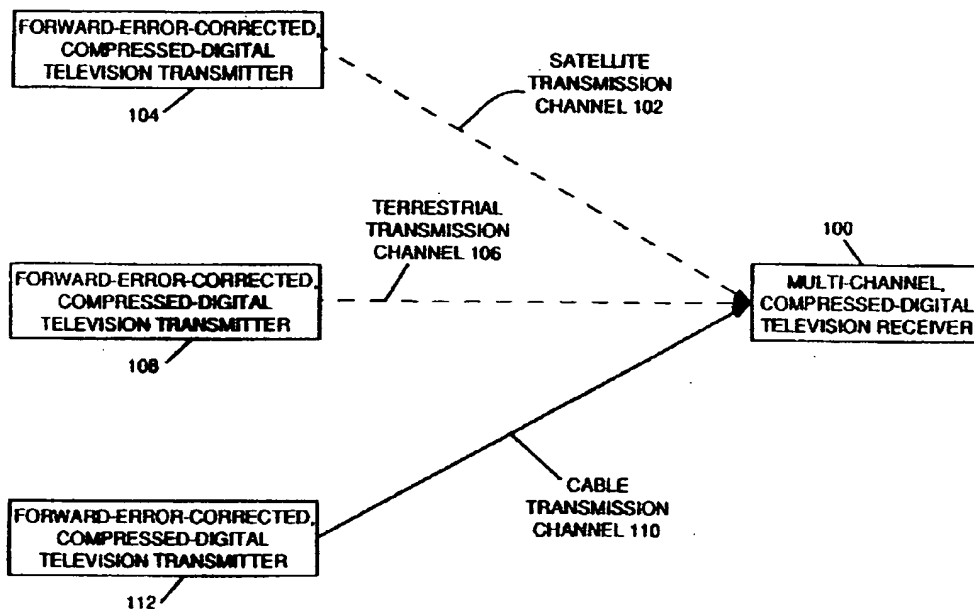 FORWARD-ERROR-CORRECTED,
COMPRESSED-DIGITAL
TELEVISION TRANSMITTER
104
SATELLITE
TRANSMISSION
CHANNEL 102
TERRESTRIAL
TRANSMISSION
CHANNEL 106
FORWARD-ERROR-CORRECTED,
COMPRESSED-DIGITAL
TELEVISION TRANSMITTER
108
100
MULTI-CHANNEL,
COMPRESSED-DIGITAL
TELEVISION RECEIVER
CABLE
TRANSMISSION
CHANNEL 110
FORWARD-ERROR-CORRECTED,
COMPRESSED-DIGITAL
TELEVISION TRANSMITTER
112